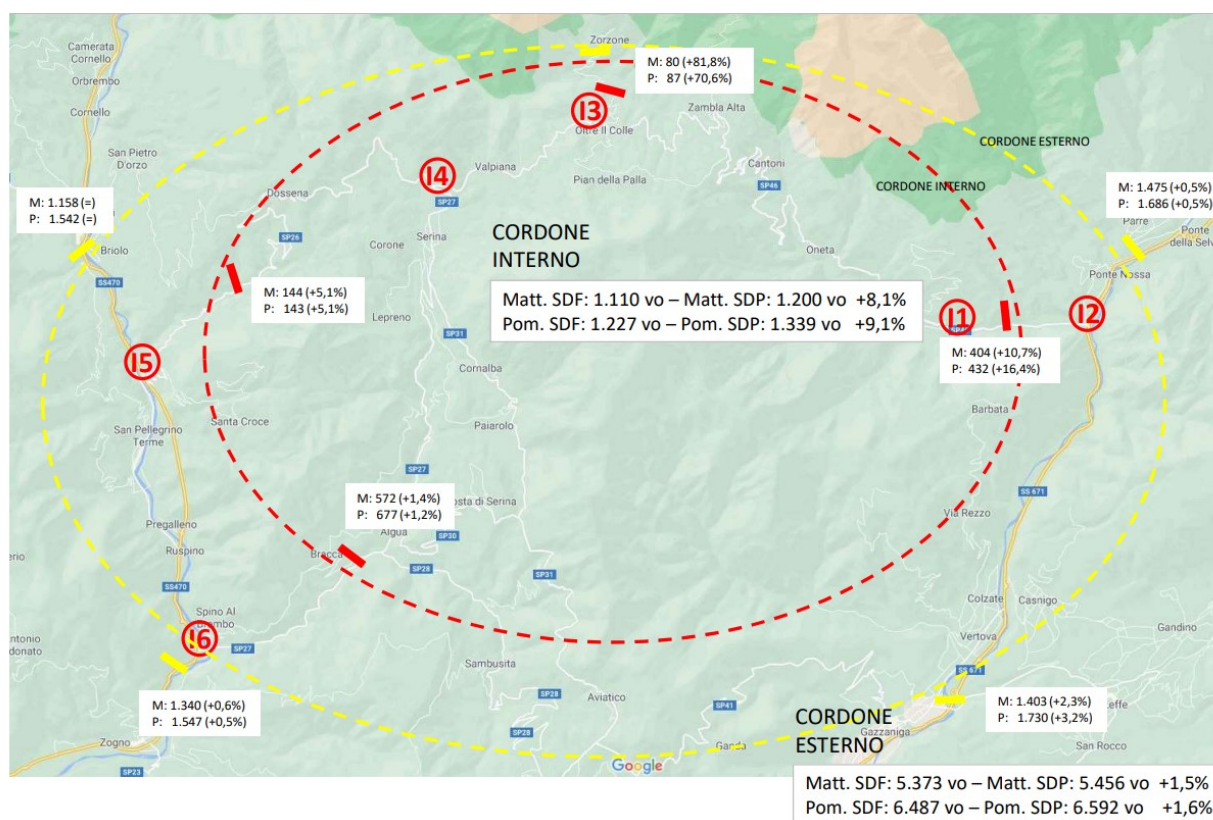 Camerata
Cornello
Orbrembo
Cornello
San Pietro
D'orzo
Zorzone
M: 80 (+81,8%)
P: 87 (+70,6%)
I3
Oltre Il Colle
Zambla Alta
CORDONE ESTERNO
CORDONE INTERNO
Cantoni
SP46
I4
Valpiana
Pian della Palla
SP27
Dossena
M: 1.158 (=)
P: 1.542 (=)
Briolo
SP26
Corone
Serina
M: 1.475 (+0,5%)
P: 1.686 (+0,5%)
Parre
Ponte
della Selv
Ponte Nossa
Oneta
SS470
CORDONE
INTERNO
Matt. SDF: 1.110 vo – Matt. SDP: 1.200 vo +8,1%
Pom. SDF: 1.227 vo – Pom. SDP: 1.339 vo +9,1%
M: 144 (+5,1%)
P: 143 (+5,1%)
Lepreno
SP31
I1
I2
M: 404 (+10,7%)
P: 432 (+16,4%)
I5
Cornalba
Santa Croce
San Pellegrino
Terme
Paiarolo
Barbata
SP27
M: 572 (+1,4%)
P: 677 (+1,2%)
osta di Serina
SS 671
Via Rezzo
Pregalleno
Algua
SP30
Ruspino
Bracca
SP28
SS470
SP31
Colzate
Casnigo
Spino Al
Brembo
I6
SP27
Vertova
Gandino
ntonio
donato
Sambusita
SS 671
M: 1.340 (+0,6%)
P: 1.547 (+0,5%)
SP28
Aviatico
SP41
M: 1.403 (+2,3%)
P: 1.730 (+3,2%)
effe
CORDONE
ESTERNO
Gazzaniga
San Rocco
Zogno
SP28
Ganda
SP23
Google
Matt. SDF: 5.373 vo – Matt. SDP: 5.456 vo +1,5%
Pom. SDF: 6.487 vo – Pom. SDP: 6.592 vo +1,6%